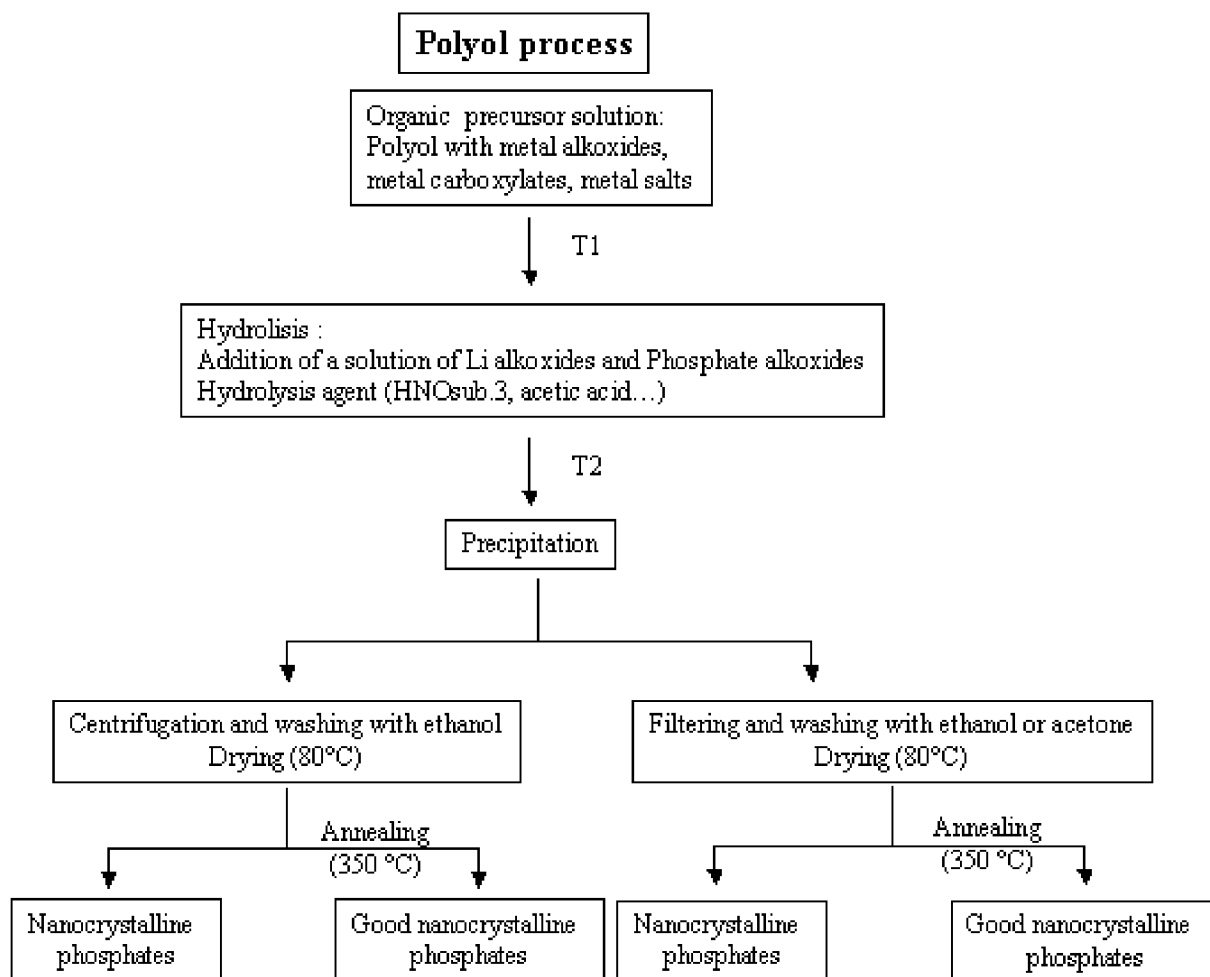 Polyol process
Organic precursor solution:
Polyol with metal alkoxides,
metal carboxylates, metal salts
T1
Hydrolisis :
Addition of a solution of Li alkoxides and Phosphate alkoxides
Hydrolysis agent (HNOsub.3, acetic acid...)
T2
Precipitation
Centrifugation and washing with ethanol
Drying (80°C)
Filtering and washing with ethanol or acetone
Drying (80°C)
Annealing
(350 °C)
Annealing
(350 °C)
Nanocrystalline
phosphates
Good nanocrystalline
phosphates
Nanocrystalline
phosphates
Good nanocrystalline
phosphates